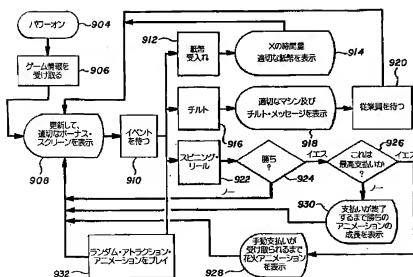 パワーオン
904
ゲーム情報を
受け取る
906
更新して、
適切なボーナス・
スクリーンを表示
908
イベント
を待つ
910
912
紙幣
受入れ
Xの時間量
適切な紙幣を表示
914
チルト
916
適切なマシン及び
チルト・メッセージを表示
918
920
従業員を待つ
スピニング・
リール
922
勝ち
?
924
イエス
ノー
これは
最高支払いか?
926
イエス
ノー
支払いが終了
するまで勝ちの
アニメーションの
成長を表示
930
手動支払いが
受け取られるまで
花火アニメーション
を表示
928
ランダム・アトラクション・
アニメーションをプレイ
932